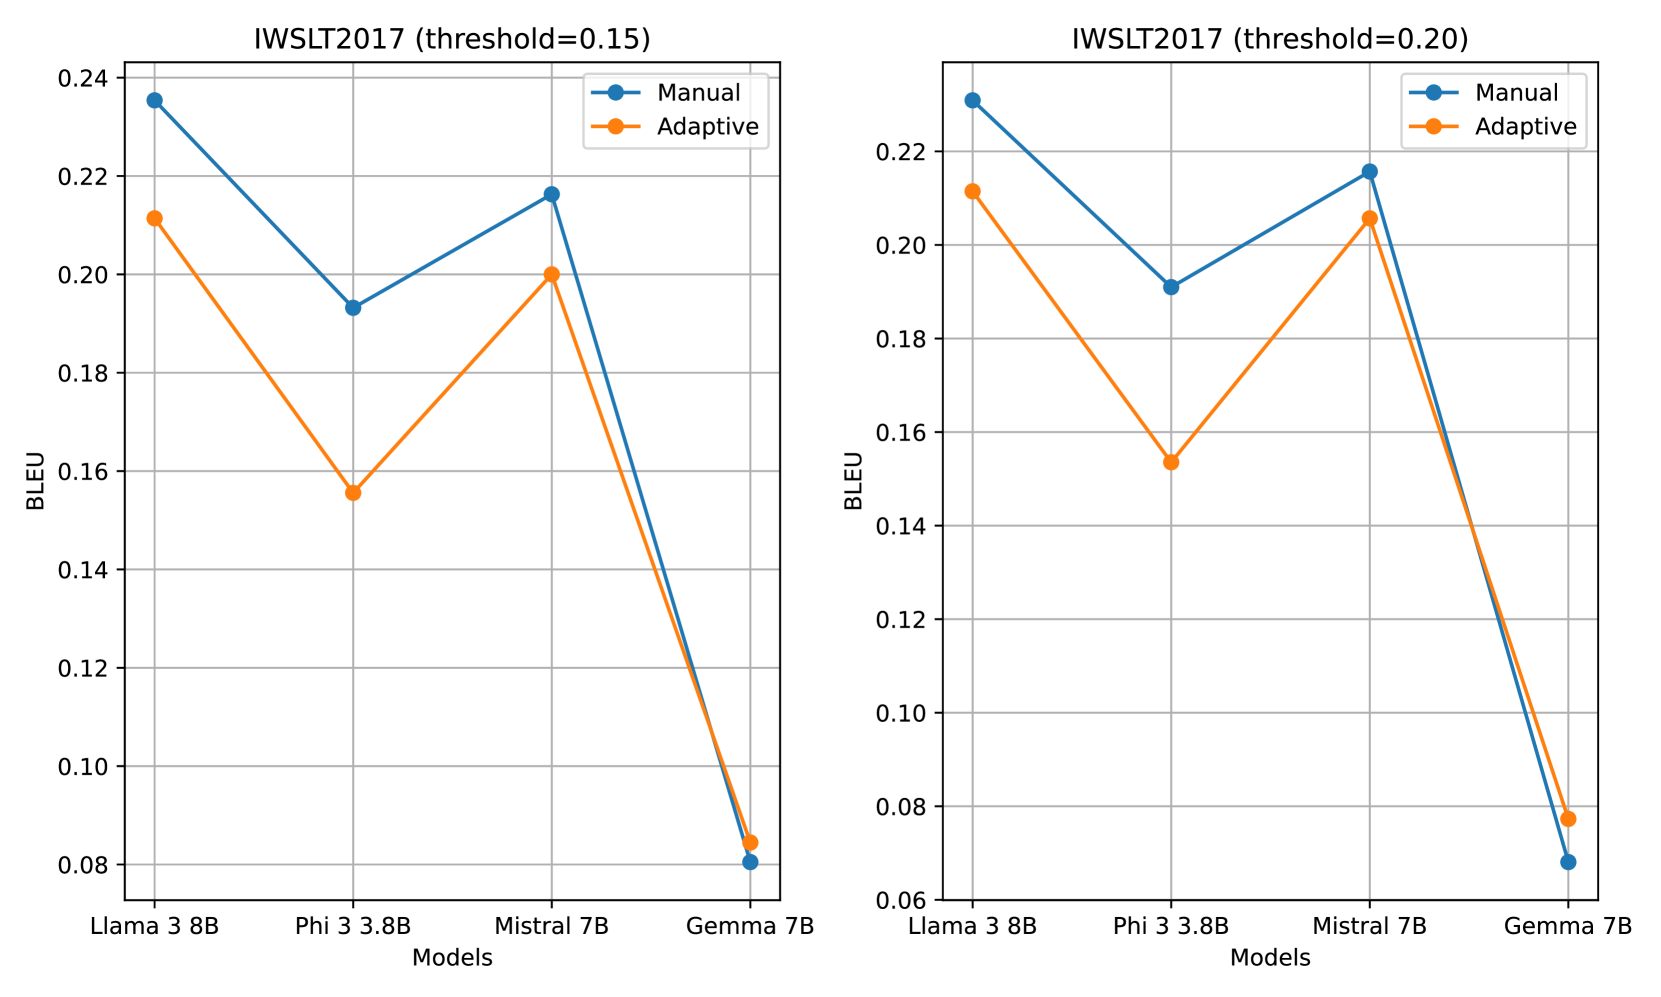 IWSLT2017 (threshold=0.15)
Manual
Adaptive
0.24
0.22
0.20
0.18
0.16
0.14
0.12
0.10
0.08
BLEU
Llama 3 8B
Phi 3 3.8B
Mistral 7B
Gemma 7B
Models
IWSLT2017 (threshold=0.20)
Manual
Adaptive
0.22
0.20
0.18
0.16
0.14
0.12
0.10
0.08
0.06
BLEU
Llama 3 8B
Phi 3 3.8B
Mistral 7B
Gemma 7B
Models